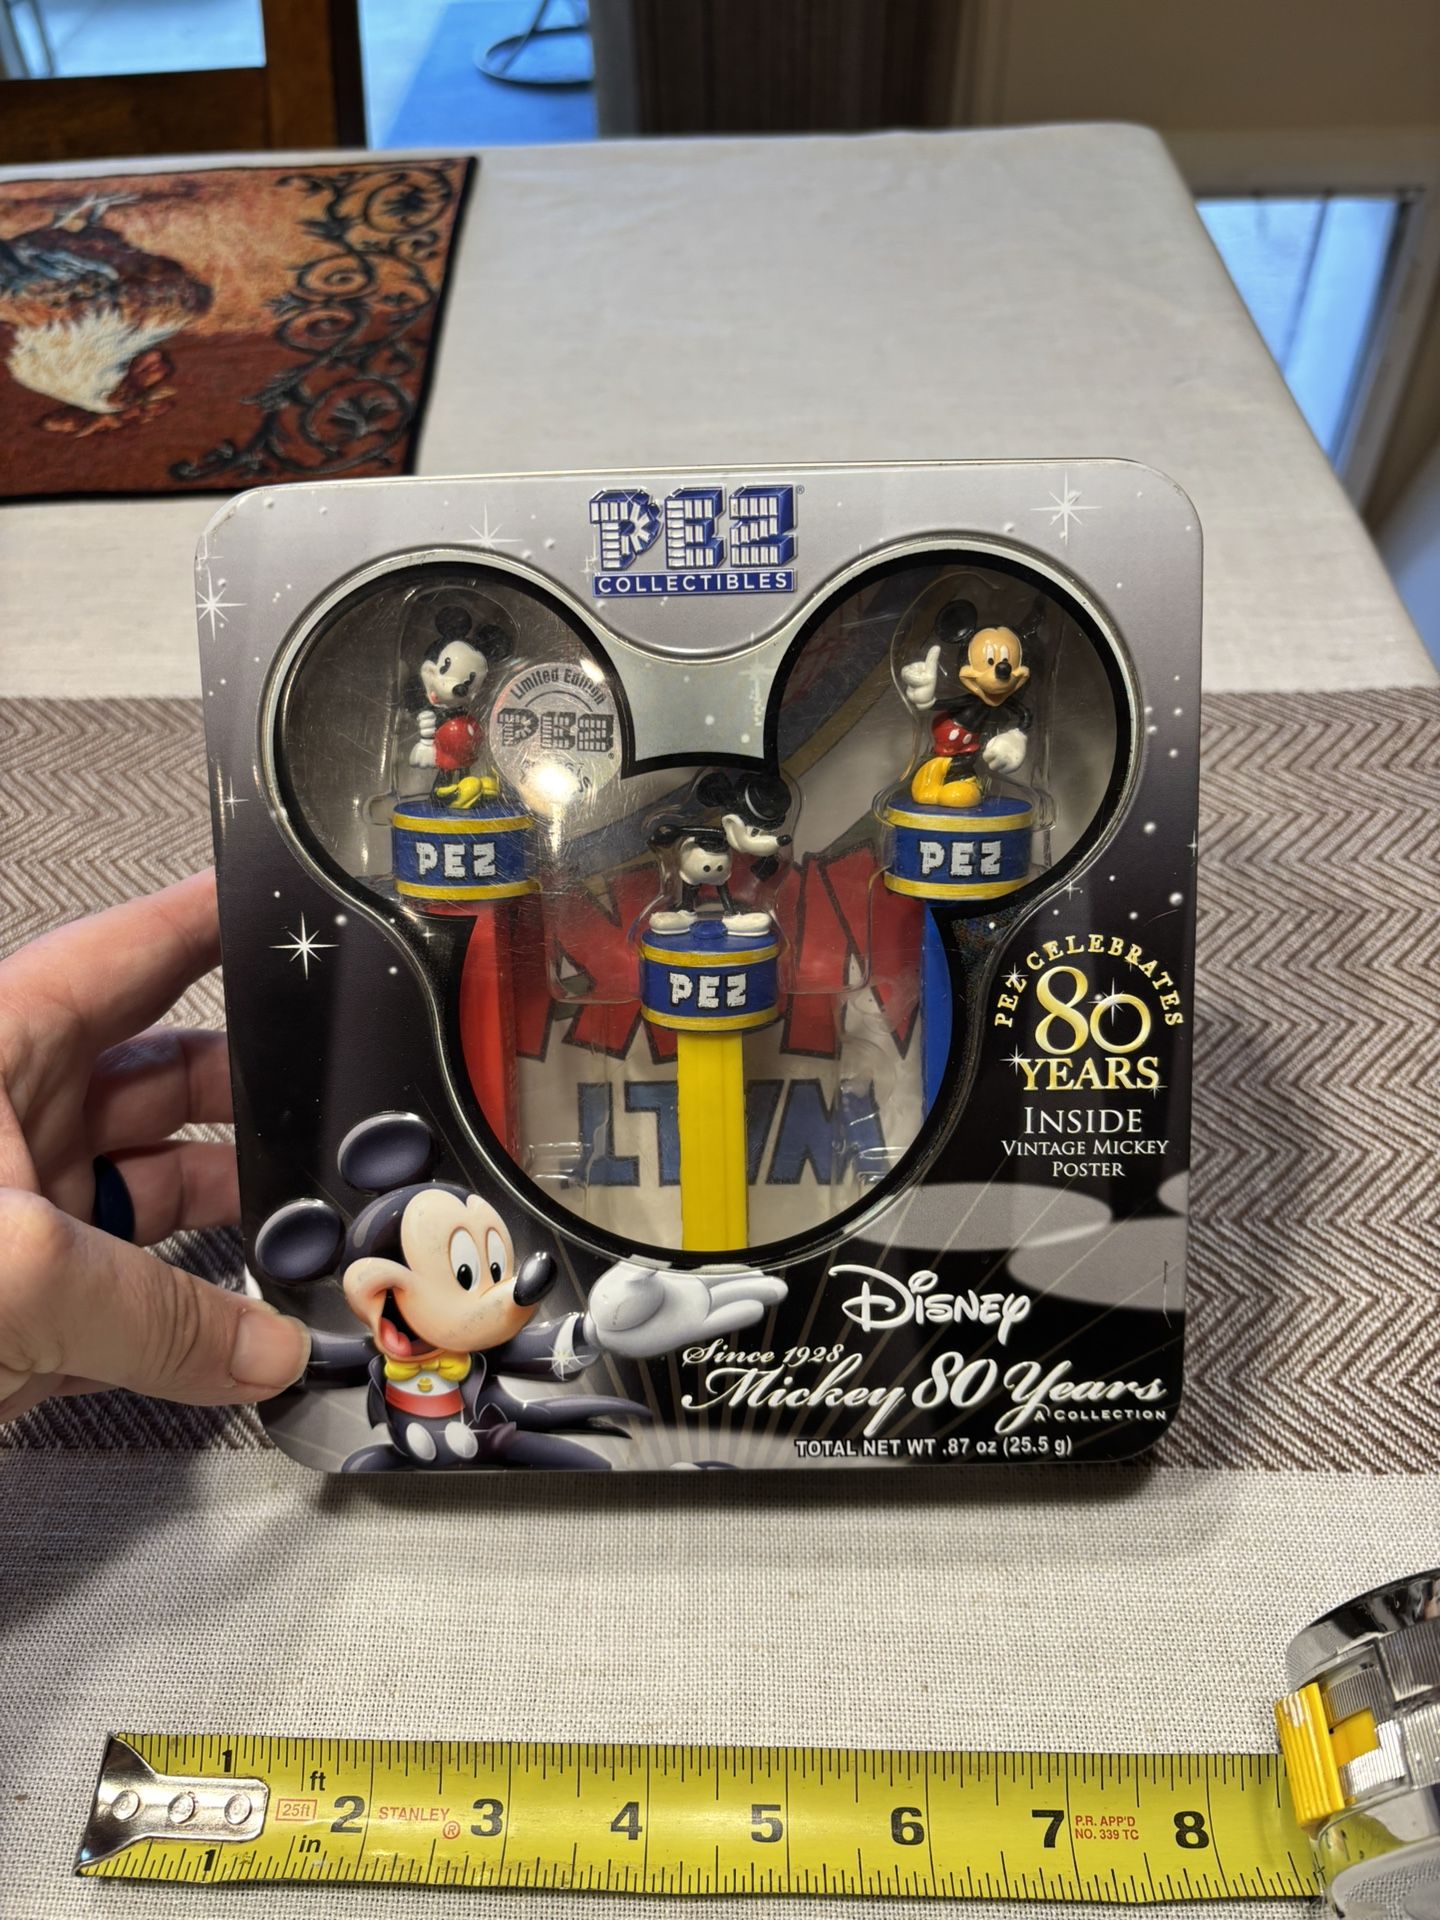 PEZ®
COLLECTIBLES
Limited Edition
PEZ
PEZ
PEZ
PEZ
PEZ CELEBRATES
80
YEARS
INSIDE
VINTAGE MICKEY
POSTER
DISNEY
Since 1928
Mickey 80 Years
A COLLECTION
TOTAL NET WT .87 oz (25.5 g)
1 ft
25ft 2 STANLEY® 3 4 5 6 7 P.R. APP'D NO. 339 TC 8
1 in